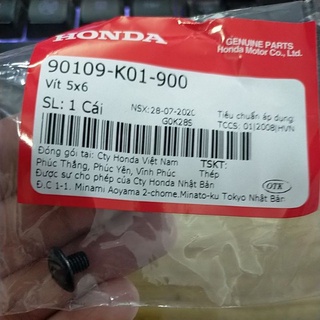 HONDA
GENUINE PARTS
Honda Motor Co., Ltd.
90109-K01-900
Vít 5x6
SL: 1 Cái
NSX:28-07-2020
Tiêu chuẩn áp dụng:
G0K28S
TCCS: 01|2008|HVN
Đóng gói tại: Cty Honda Việt Nam
TSKT:
Phúc Thắng, Phúc Yên, Vĩnh Phúc
Thép
Được sự cho phép của Cty Honda Nhật Bản
Đ.C 1-1. Minami Aoyama 2-chome.Minato-ku Tokyo Nhật Bản
OTK